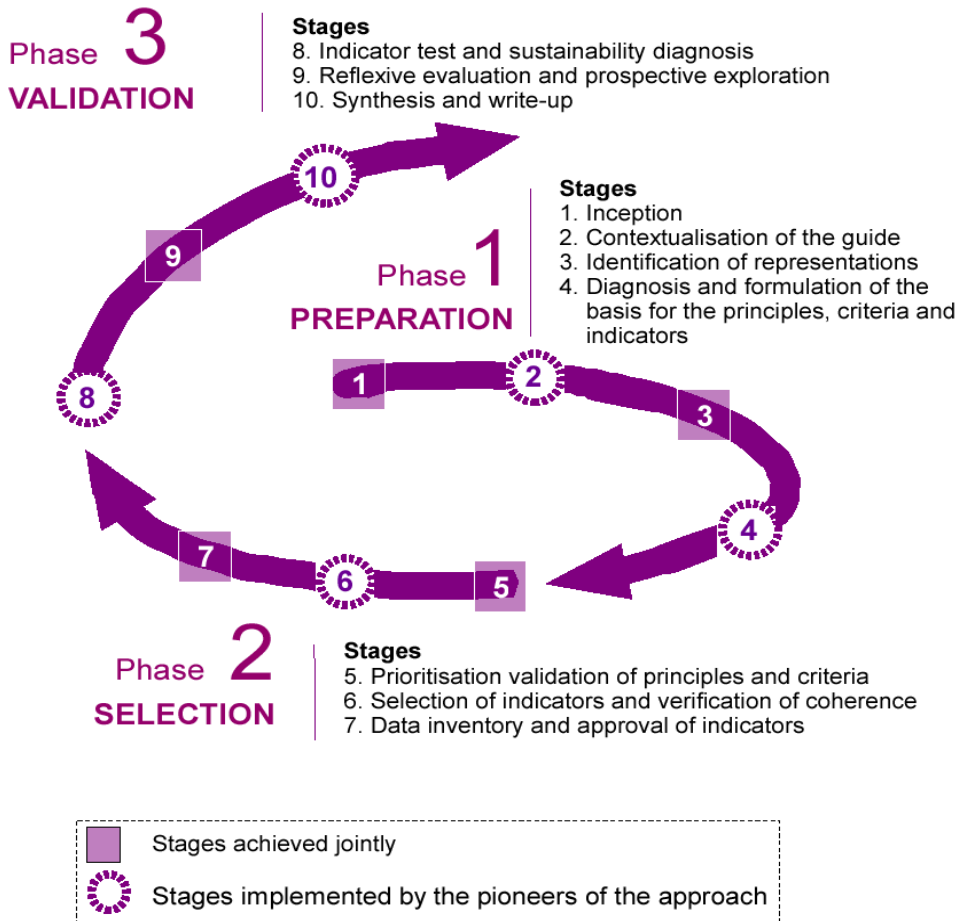 Phase 3
VALIDATION
Stages
8. Indicator test and sustainability diagnosis
9. Reflexive evaluation and prospective exploration
10. Synthesis and write-up
10
9
8
Phase 1
PREPARATION
Stages
1. Inception
2. Contextualisation of the guide
3. Identification of representations
4. Diagnosis and formulation of the
basis for the principles, criteria and
indicators
1
2
3
4
5
6
7
Phase 2
SELECTION
Stages
5. Prioritisation validation of principles and criteria
6. Selection of indicators and verification of coherence
7. Data inventory and approval of indicators
Stages achieved jointly
Stages implemented by the pioneers of the approach